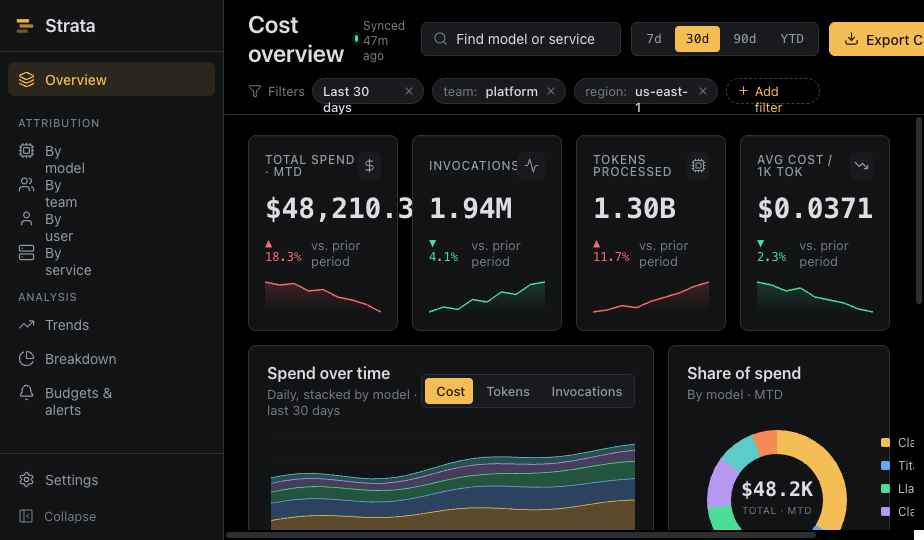 Strata
Overview
ATTRIBUTION
By
model
By
team
By
user
By
service
ANALYSIS
Trends
Breakdown
Budgets &
alerts
Settings
Collapse
Cost
overview
Synced
47m
ago
Find model or service
7d 30d 90d YTD
Export C
Filters
Last 30
days
team: platform
region: us-east-
1
+ Add
filter
TOTAL SPEND
· MTD
$48,210.3
▲
18.3%
vs. prior
period
INVOCATIONS
1.94M
▼
4.1%
vs. prior
period
TOKENS
PROCESSED
1.30B
▲
11.7%
vs. prior
period
AVG COST /
1K TOK
$0.0371
▼
2.3%
vs. prior
period
Spend over time
Daily, stacked by model ·
last 30 days
Cost Tokens Invocations
Share of spend
By model · MTD
$48.2K
TOTAL · MTD
Cla
Tit
Lla
Cla